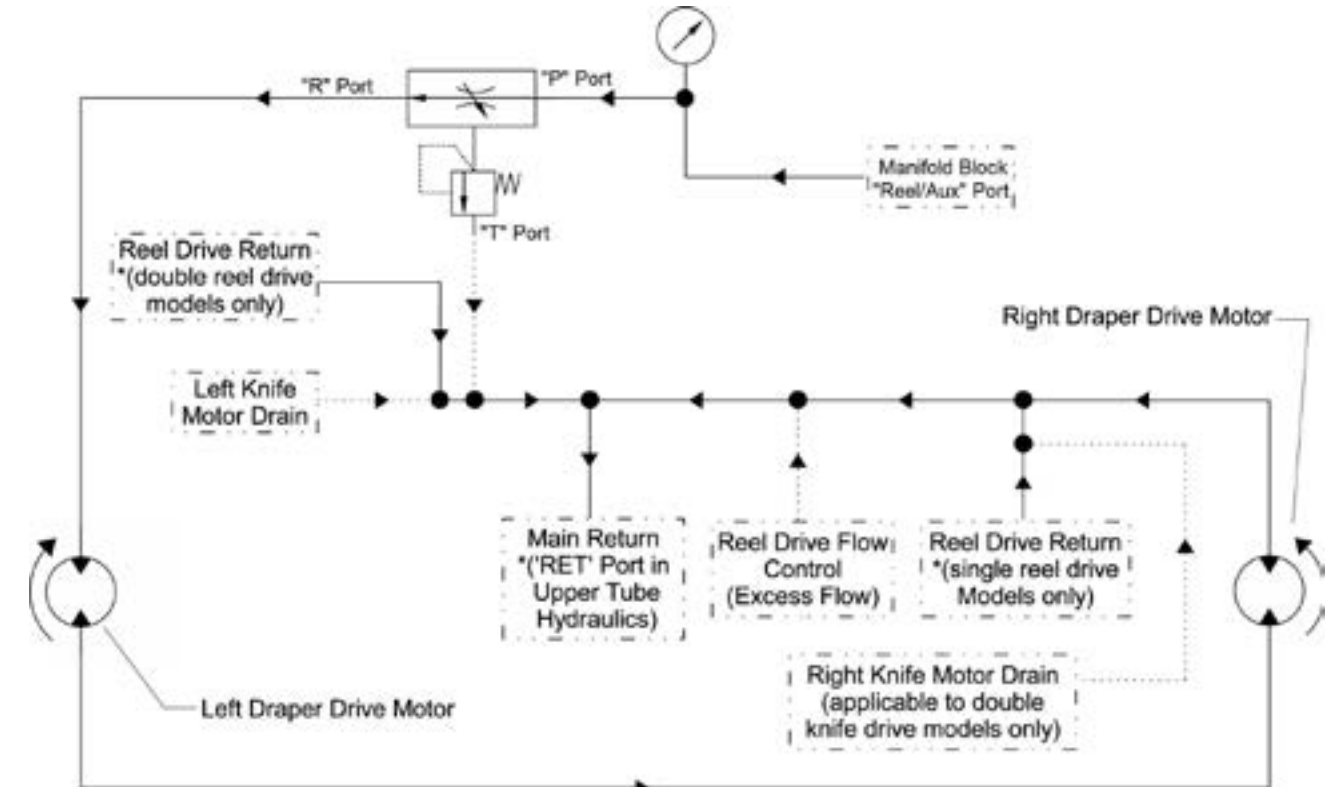 "R" Port
"P" Port
Manifold Block
"Reel/Aux" Port
"T" Port
Reel Drive Return
*(double reel drive
models only)
Right Draper Drive Motor
Left Knife
Motor Drain
Main Return
*('RET' Port in
Upper Tube
Hydraulics)
Reel Drive Flow
Control
(Excess Flow)
Reel Drive Return
*(single reel drive
Models only)
Right Knife Motor Drain
(applicable to double
knife drive models only)
Left Draper Drive Motor